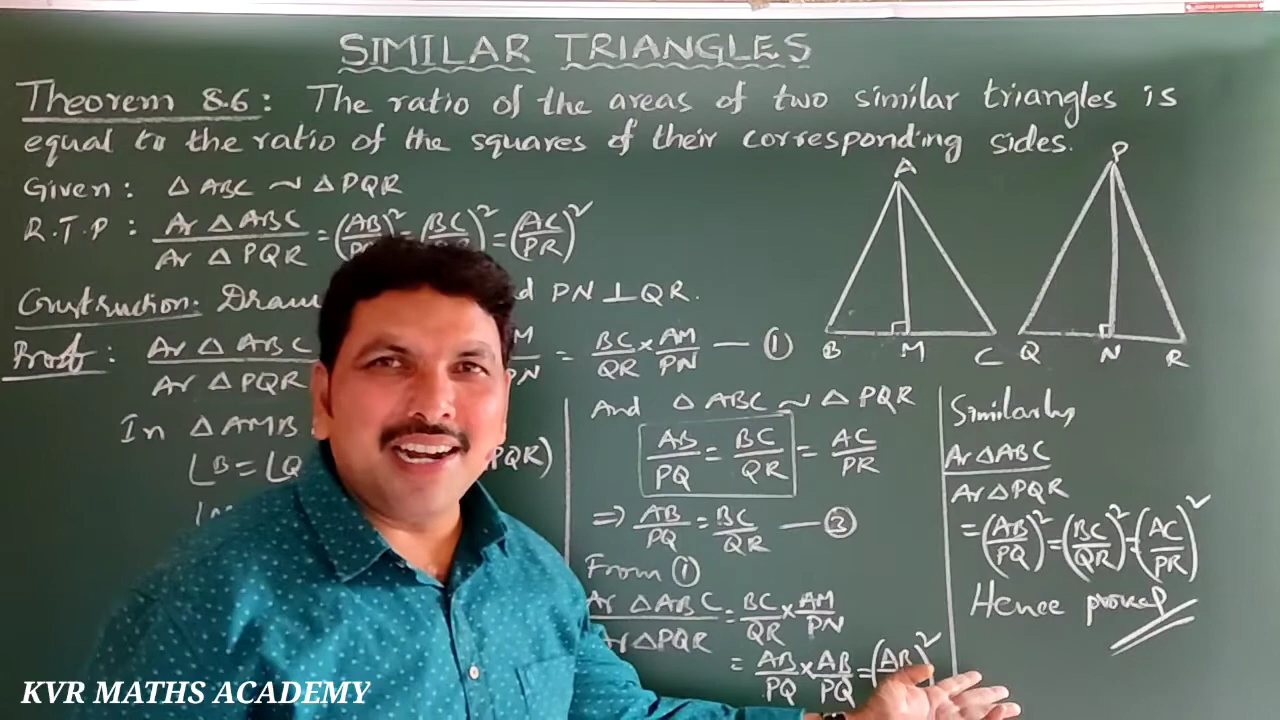 SIMILAR TRIANGLES
Theorem 8.6: The ratio of the areas of two similar triangles is
equal to the ratio of the squares of their corresponding sides.
Given: △ABC ~ △PQR
R.T.P: Ar △ABC / Ar △PQR = (AB/PQ)² = (BC/QR)² = (AC/PR)²
Construction: Draw PN ⊥ QR.
Proof: Ar △ABC / Ar △PQR = BC/QR × AM/PN — ①
In △AMB
∠B = ∠Q PQR)
And △ABC ~ △PQR
AB/PQ = BC/QR = AC/PR
⇒ AB/PQ = BC/QR — ③
From ①
Ar △ABC / Ar △PQR = BC/QR × AM/PN
= AB/PQ × AB/PQ = (AB)²
A
B M C
P
Q N R
Similarly
Ar △ABC / Ar △PQR
= (AB/PQ)² = (BC/QR)² = (AC/PR)²
Hence proved
KVR MATHS ACADEMY